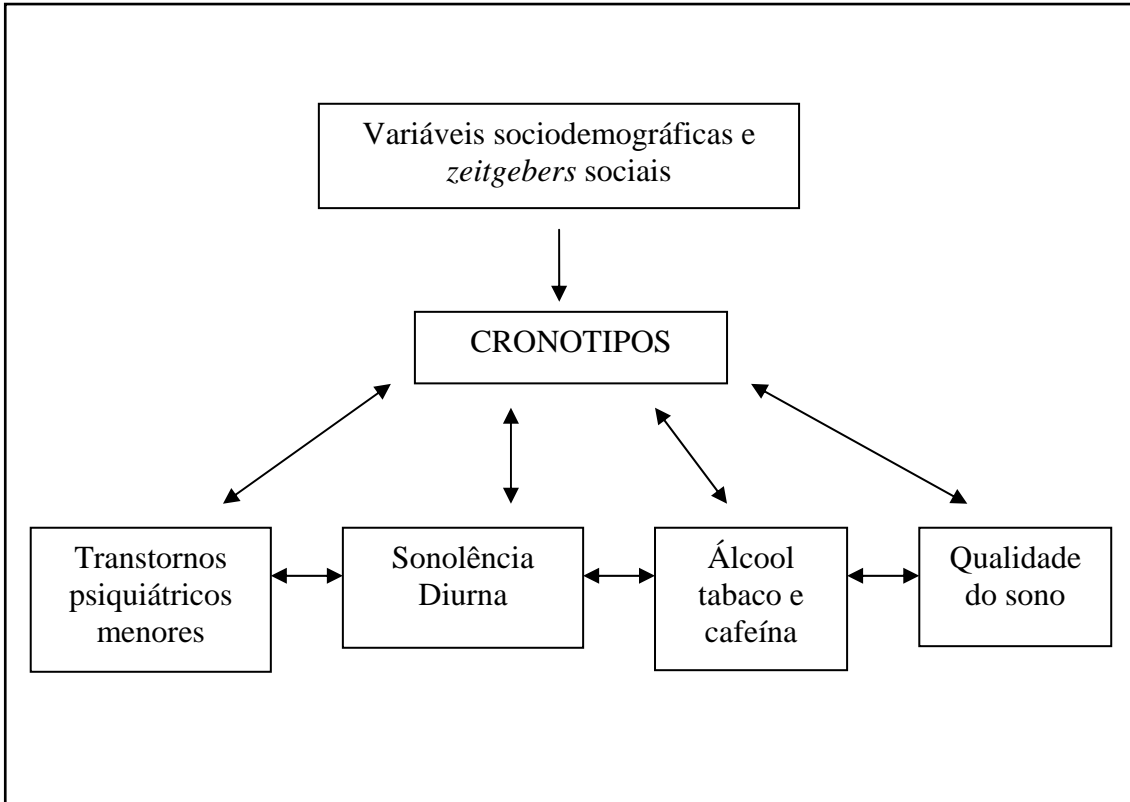 Variáveis sociodemográficas e
zeitgebers sociais
CRONOTIPOS
Transtornos
psiquiátricos
menores
Sonolência
Diurna
Álcool
tabaco e
cafeína
Qualidade
do sono